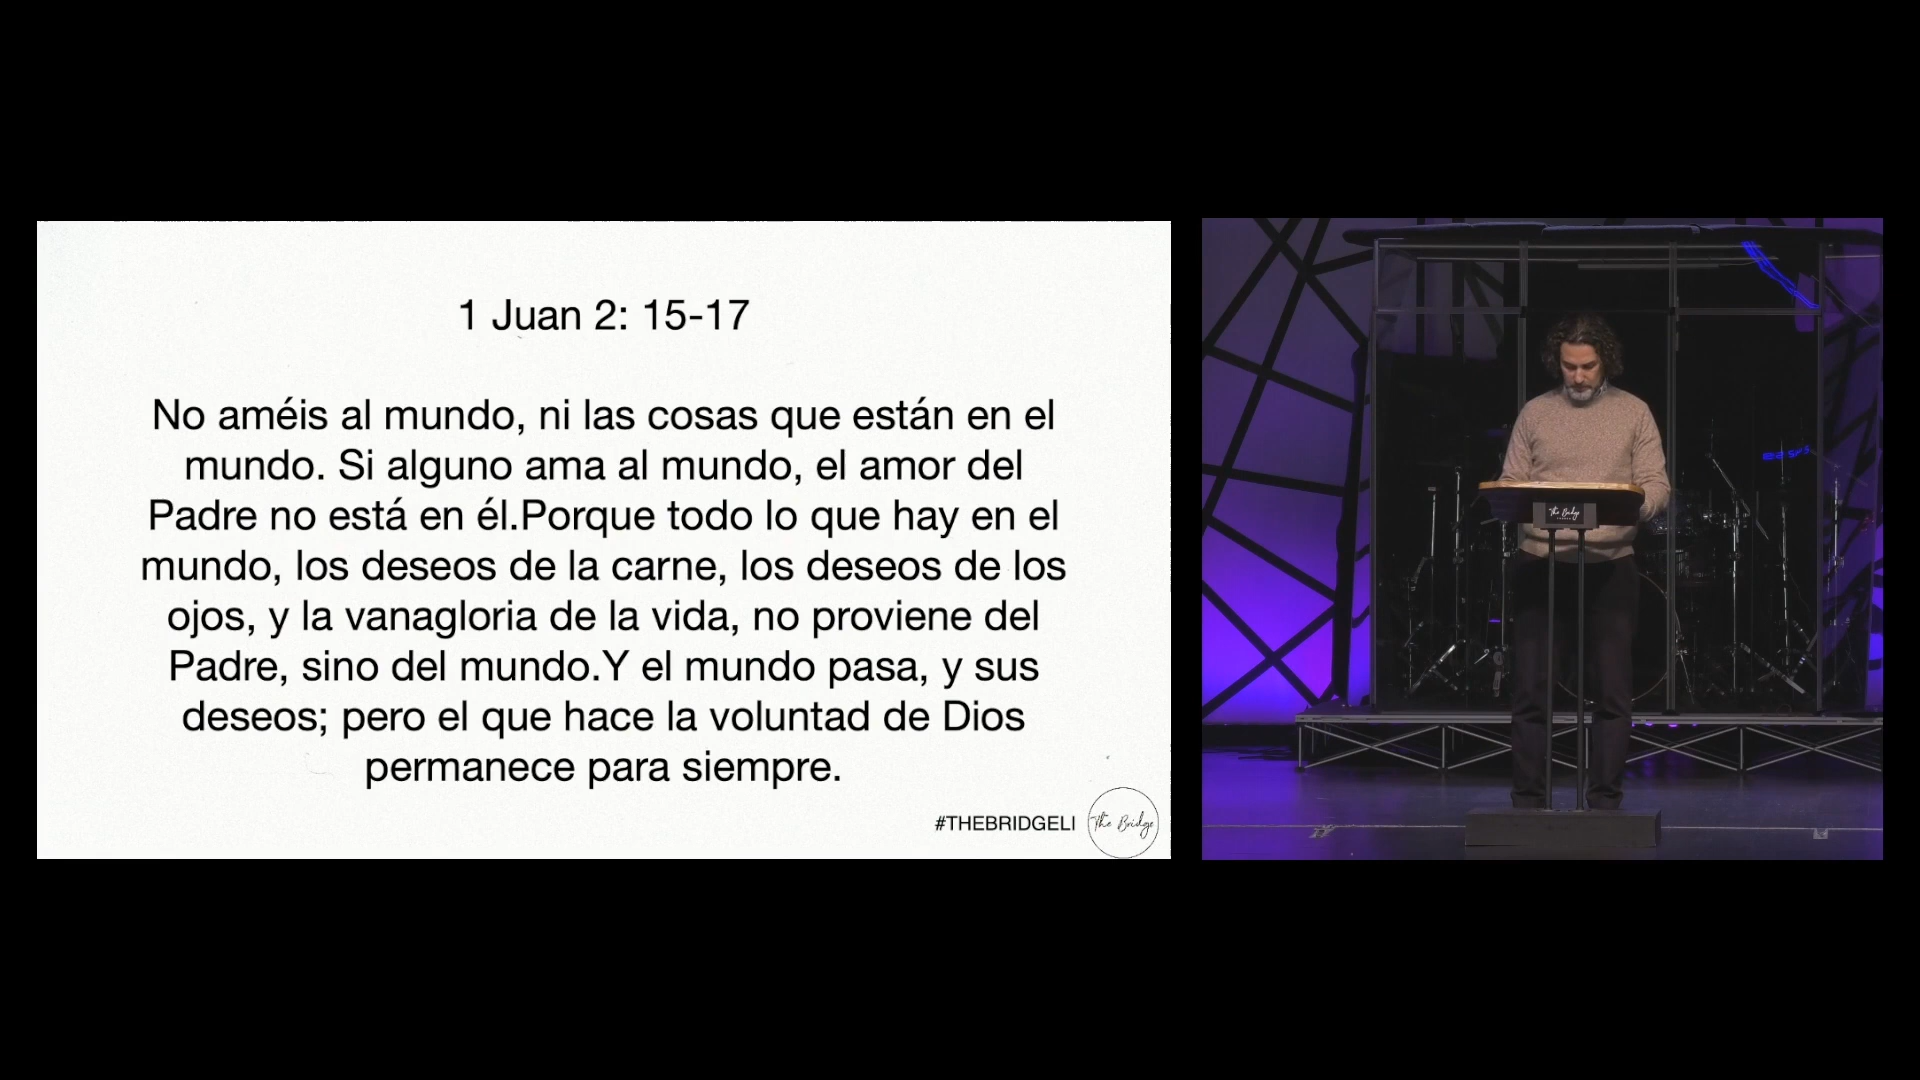 1 Juan 2: 15-17
No améis al mundo, ni las cosas que están en el
mundo. Si alguno ama al mundo, el amor del
Padre no está en él.Porque todo lo que hay en el
mundo, los deseos de la carne, los deseos de los
ojos, y la vanagloria de la vida, no proviene del
Padre, sino del mundo.Y el mundo pasa, y sus
deseos; pero el que hace la voluntad de Dios
permanece para siempre.
#THEBRIDGELI
The Bridge
The Bridge